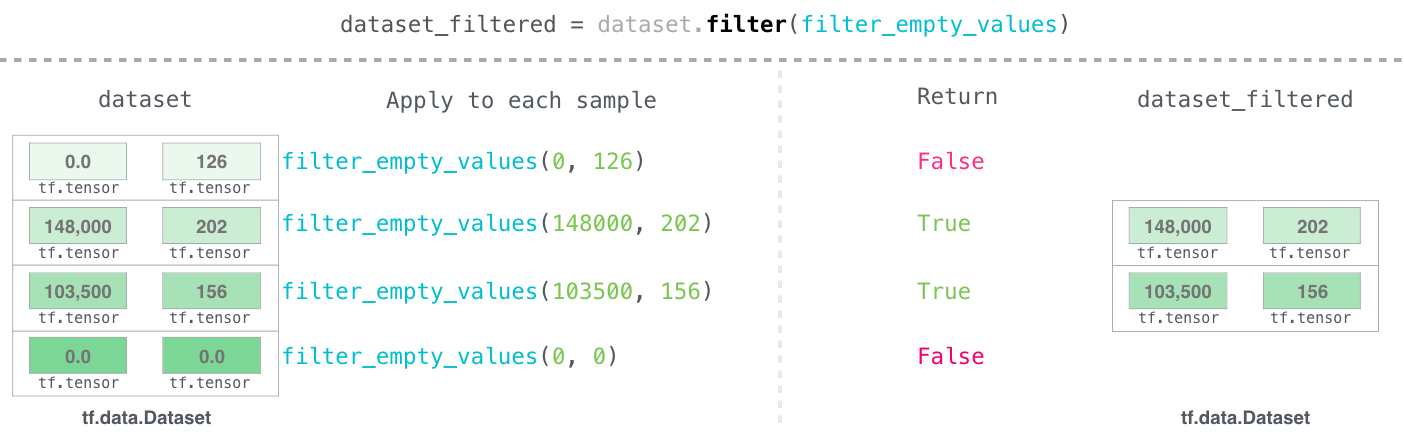 dataset_filtered = dataset.filter(filter_empty_values)
dataset Apply to each sample Return dataset_filtered
0.0 126 filter_empty_values(0, 126) False
tf.tensor tf.tensor
148,000 202 filter_empty_values(148000, 202) True 148,000 202
tf.tensor tf.tensor tf.tensor tf.tensor
103,500 156 filter_empty_values(103500, 156) True 103,500 156
tf.tensor tf.tensor tf.tensor tf.tensor
0.0 0.0 filter_empty_values(0, 0) False
tf.tensor tf.tensor
tf.data.Dataset tf.data.Dataset